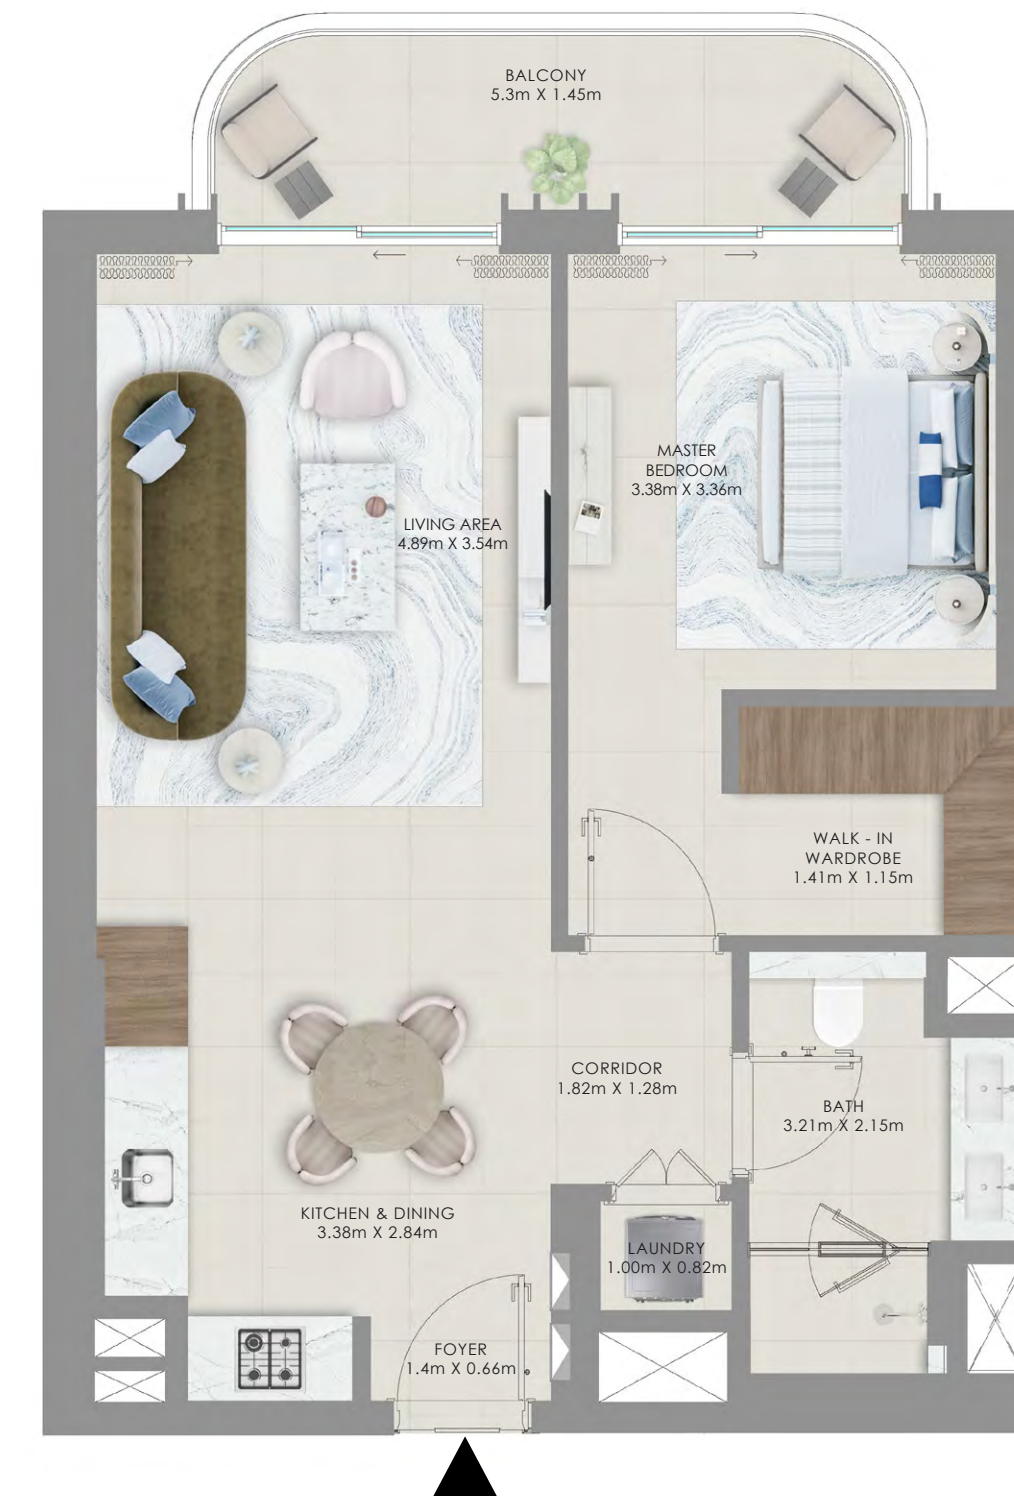 BALCONY
5.3m X 1.45m
MASTER
BEDROOM
3.38m X 3.36m
LIVING AREA
4.89m X 3.54m
WALK - IN
WARDROBE
1.41m X 1.15m
CORRIDOR
1.82m X 1.28m
BATH
3.21m X 2.15m
KITCHEN & DINING
3.38m X 2.84m
LAUNDRY
1.00m X 0.82m
FOYER
1.4m X 0.66m